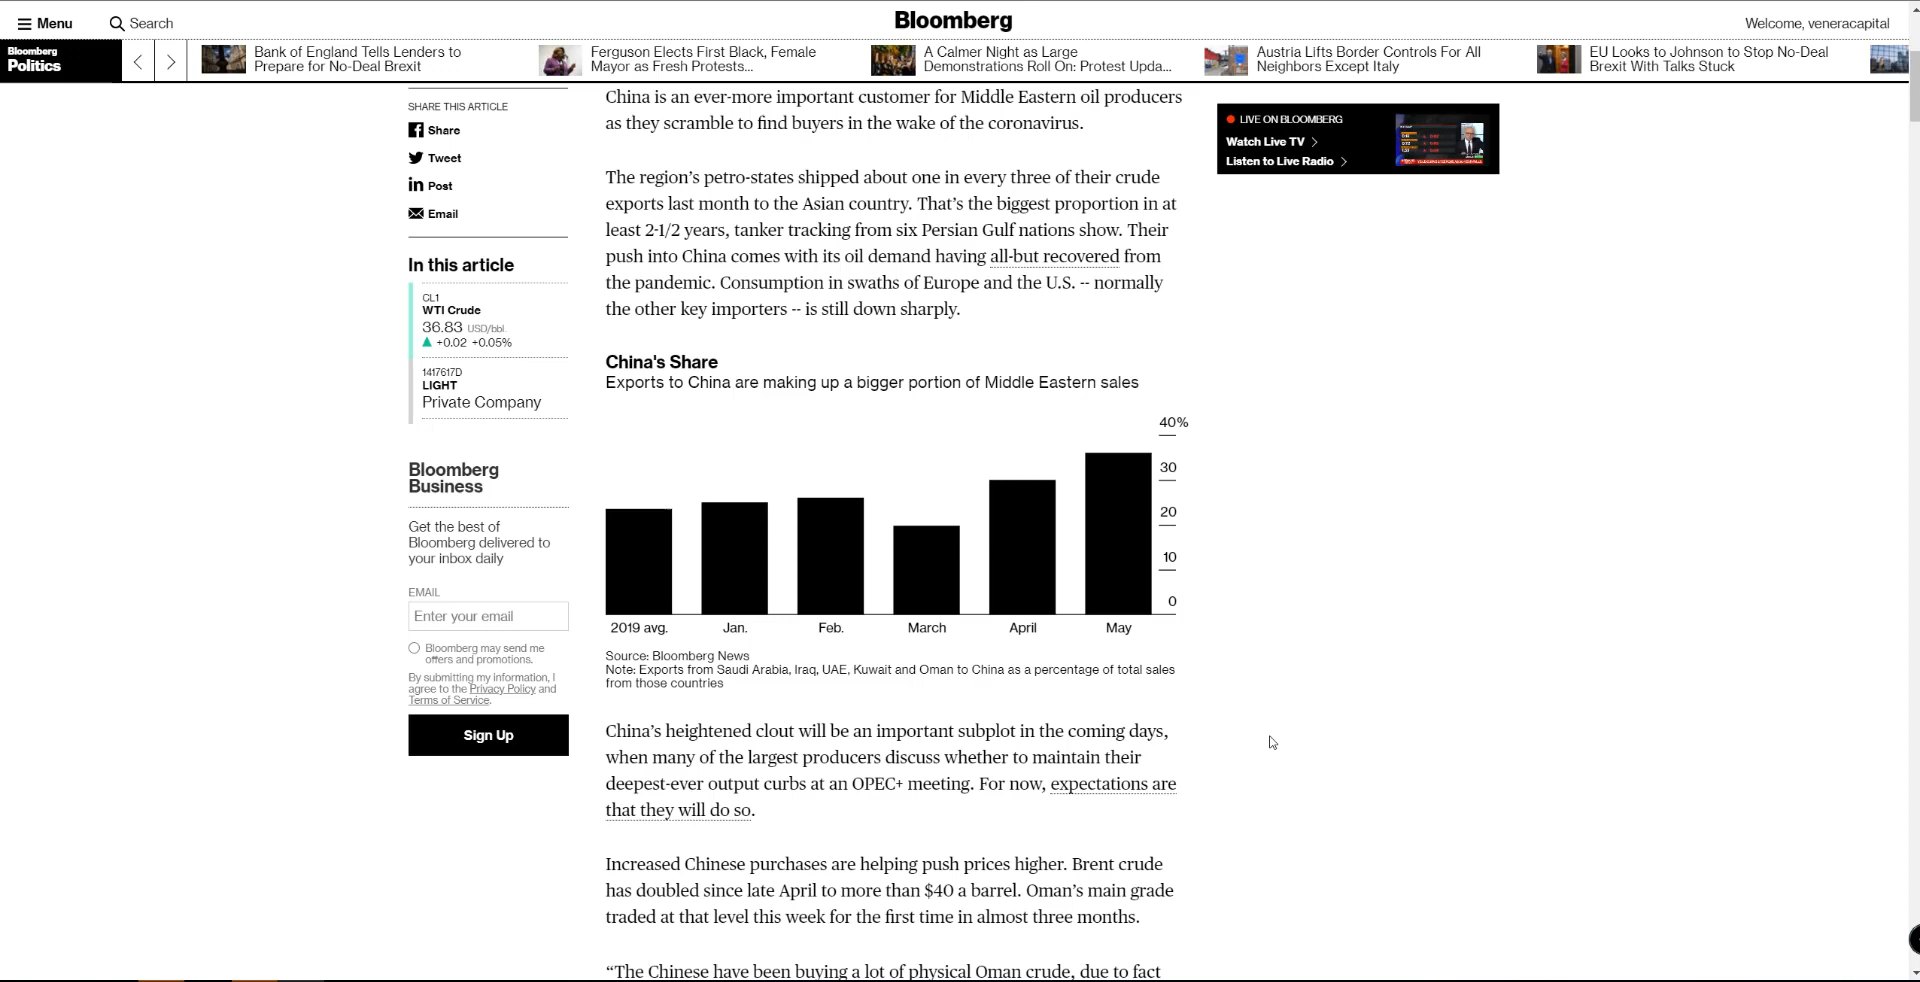 Menu
Search
Bloomberg
Welcome, veneracapital
Bloomberg
Politics
Bank of England Tells Lenders to
Prepare for No-Deal Brexit
Ferguson Elects First Black, Female
Mayor as Fresh Protests...
A Calmer Night as Large
Demonstrations Roll On: Protest Upda...
Austria Lifts Border Controls For All
Neighbors Except Italy
EU Looks to Johnson to Stop No-Deal
Brexit With Talks Stuck
SHARE THIS ARTICLE
Share
Tweet
Post
Email
In this article
CL1
WTI Crude
36.83 USD/bbl.
+0.02 +0.05%
1417617D
LIGHT
Private Company
Bloomberg
Business
Get the best of
Bloomberg delivered to
your inbox daily
EMAIL
Enter your email
Bloomberg may send me
offers and promotions.
By submitting my information, I
agree to the Privacy Policy and
Terms of Service.
Sign Up
China is an ever-more important customer for Middle Eastern oil producers
as they scramble to find buyers in the wake of the coronavirus.
The region's petro-states shipped about one in every three of their crude
exports last month to the Asian country. That's the biggest proportion in at
least 2-1/2 years, tanker tracking from six Persian Gulf nations show. Their
push into China comes with its oil demand having all-but recovered from
the pandemic. Consumption in swaths of Europe and the U.S. -- normally
the other key importers -- is still down sharply.
China's Share
Exports to China are making up a bigger portion of Middle Eastern sales
40%
30
20
10
0
2019 avg. Jan. Feb. March April May
Source: Bloomberg News
Note: Exports from Saudi Arabia, Iraq, UAE, Kuwait and Oman to China as a percentage of total sales
from those countries
China's heightened clout will be an important subplot in the coming days,
when many of the largest producers discuss whether to maintain their
deepest-ever output curbs at an OPEC+ meeting. For now, expectations are
that they will do so.
Increased Chinese purchases are helping push prices higher. Brent crude
has doubled since late April to more than $40 a barrel. Oman's main grade
traded at that level this week for the first time in almost three months.
"The Chinese have been buying a lot of physical Oman crude, due to fact
LIVE ON BLOOMBERG
Watch Live TV
Listen to Live Radio